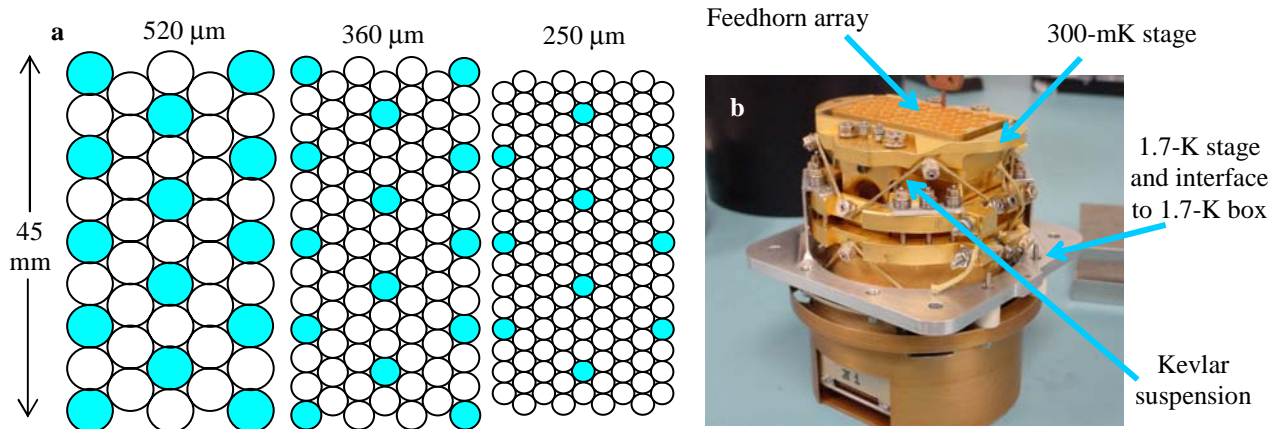 a
520 µm
360 µm
250 µm
45
mm
Feedhorn array
300-mK stage
b
1.7-K stage
and interface
to 1.7-K box
Kevlar
suspension